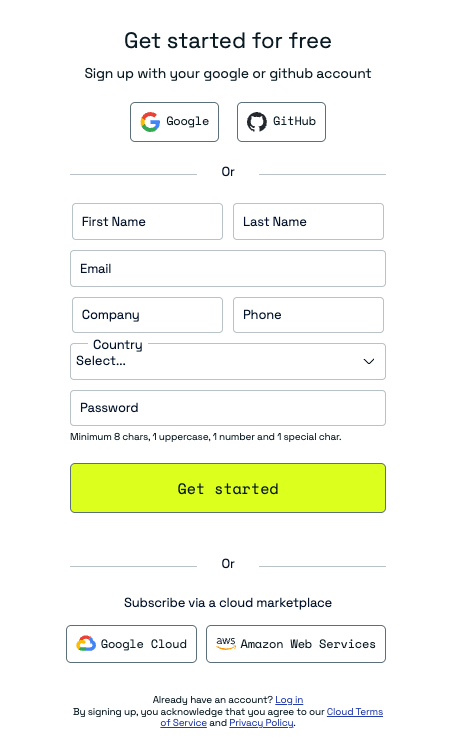 Get started for free
Sign up with your google or github account
Google
GitHub
Or
First Name
Last Name
Email
Company
Phone
Country
Select...
Password
Minimum 8 chars, 1 uppercase, 1 number and 1 special char.
Get started
Or
Subscribe via a cloud marketplace
Google Cloud
aws Amazon Web Services
Already have an account? Log in
By signing up, you acknowledge that you agree to our Cloud Terms
of Service and Privacy Policy.